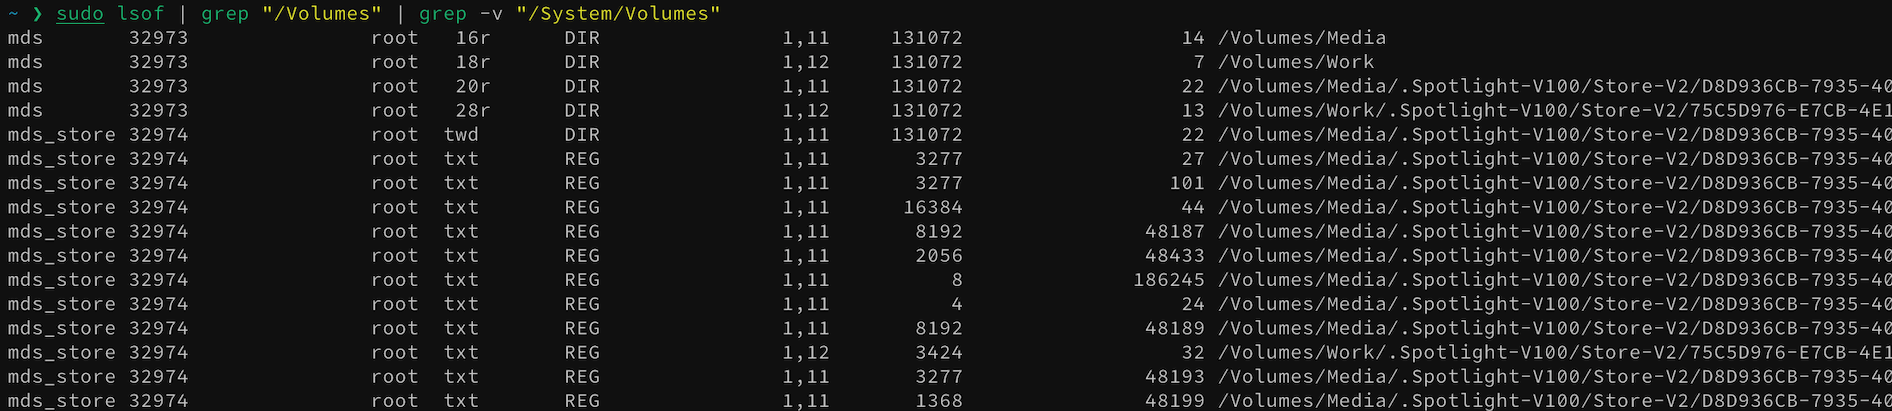 ~ ❯ sudo lsof | grep "/Volumes" | grep -v "/System/Volumes"
mds 32973 root 16r DIR 1,11 131072 14 /Volumes/Media
mds 32973 root 18r DIR 1,12 131072 7 /Volumes/Work
mds 32973 root 20r DIR 1,11 131072 22 /Volumes/Media/.Spotlight-V100/Store-V2/D8D936CB-7935-40
mds 32973 root 28r DIR 1,12 131072 13 /Volumes/Work/.Spotlight-V100/Store-V2/75C5D976-E7CB-4E1
mds_store 32974 root twd DIR 1,11 131072 22 /Volumes/Media/.Spotlight-V100/Store-V2/D8D936CB-7935-40
mds_store 32974 root txt REG 1,11 3277 27 /Volumes/Media/.Spotlight-V100/Store-V2/D8D936CB-7935-40
mds_store 32974 root txt REG 1,11 3277 101 /Volumes/Media/.Spotlight-V100/Store-V2/D8D936CB-7935-40
mds_store 32974 root txt REG 1,11 16384 44 /Volumes/Media/.Spotlight-V100/Store-V2/D8D936CB-7935-40
mds_store 32974 root txt REG 1,11 8192 48187 /Volumes/Media/.Spotlight-V100/Store-V2/D8D936CB-7935-40
mds_store 32974 root txt REG 1,11 2056 48433 /Volumes/Media/.Spotlight-V100/Store-V2/D8D936CB-7935-40
mds_store 32974 root txt REG 1,11 8 186245 /Volumes/Media/.Spotlight-V100/Store-V2/D8D936CB-7935-40
mds_store 32974 root txt REG 1,11 4 24 /Volumes/Media/.Spotlight-V100/Store-V2/D8D936CB-7935-40
mds_store 32974 root txt REG 1,11 8192 48189 /Volumes/Media/.Spotlight-V100/Store-V2/D8D936CB-7935-40
mds_store 32974 root txt REG 1,12 3424 32 /Volumes/Work/.Spotlight-V100/Store-V2/75C5D976-E7CB-4E1
mds_store 32974 root txt REG 1,11 3277 48193 /Volumes/Media/.Spotlight-V100/Store-V2/D8D936CB-7935-40
mds_store 32974 root txt REG 1,11 1368 48199 /Volumes/Media/.Spotlight-V100/Store-V2/D8D936CB-7935-40